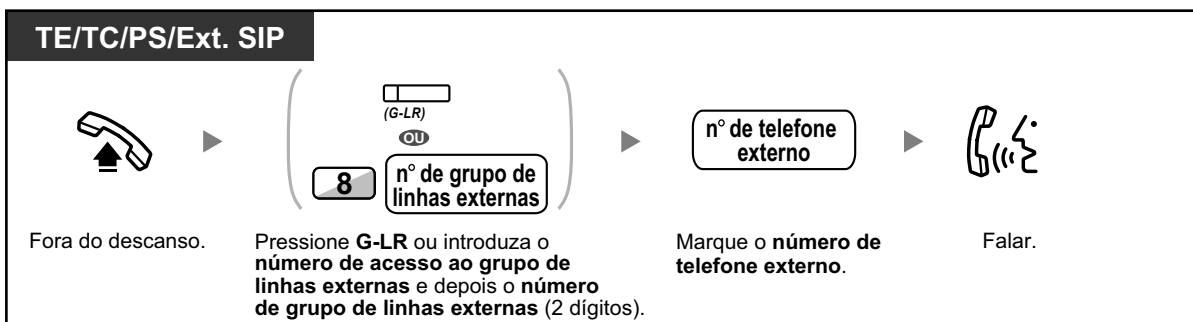 TE/TC/PS/Ext. SIP
(G-LR)
OU
8
n° de grupo de
linhas externas
n° de telefone
externo
Fora do descanso.
Pressione G-LR ou introduza o
número de acesso ao grupo de
linhas externas e depois o número
de grupo de linhas externas (2 dígitos).
Marque o número de
telefone externo.
Falar.